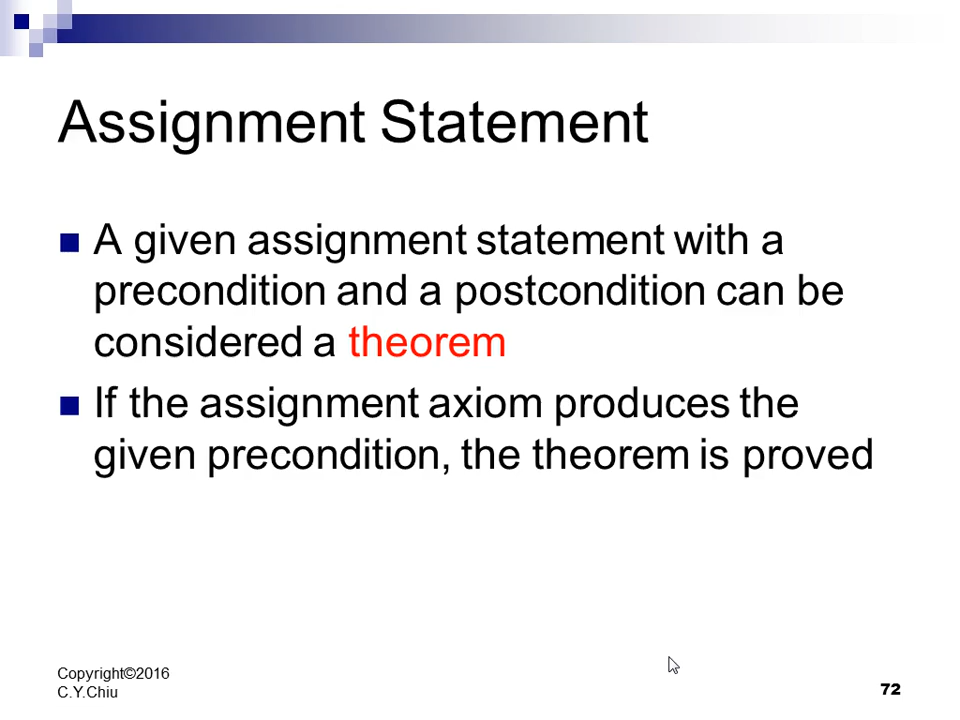 Assignment Statement
A given assignment statement with a
precondition and a postcondition can be
considered a theorem
If the assignment axiom produces the
given precondition, the theorem is proved
Copyright©2016
C.Y.Chiu
72